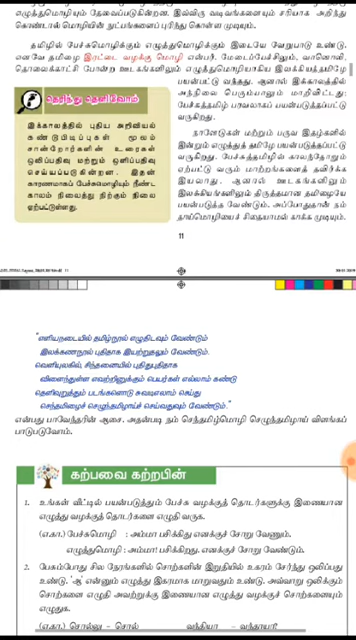 எழுத்துமொழியும் தேவைப்படுகின்றன. இவ்விரு வடிவங்களையும் சரியாக அறிந்து
கொண்டால் மொழியின் நுட்பங்களைப் புரிந்து கொள்ள முடியும்.
தமிழில் பேச்சுமொழிக்கும் எழுத்துமொழிக்கும் இடையே வேறுபாடு உண்டு.
எனவே தமிழை இரட்டை வழக்கு மொழி என்பர். மேடைப்பேச்சிலும், வானொலி,
தொலைக்காட்சி போன்ற ஊடகங்களிலும் எழுத்துமொழியாகிய இலக்கியத்தமிழே
பயன்பட்டு வந்தது. ஆனால் இக்காலத்தில்
அந்நிலை பெரும்பாலும் மாறிவிட்டது;
பேச்சுத்தமிழ் பரவலாகப் பயன்படுத்தப்பட்டு
வருகிறது.
தெரிந்து தெளிவோம்
இக்காலத்தில் புதிய அறிவியல்
கண்டுபிடிப்புகள் மூலம்
சான்றோர்களின் உரைகள்
ஒலிப்பதிவு மற்றும் ஒளிப்பதிவு
செய்யப்படுகின்றன. இதன்
காரணமாகப் பேச்சுமொழியும் நீண்ட
காலம் நிலைத்து நிற்கும் நிலை
ஏற்பட்டுள்ளது.
நாளேடுகள் மற்றும் பருவ இதழ்களில்
இன்றும் எழுத்துத் தமிழே பயன்படுத்தப்பட்டு
வருகிறது. பேச்சுத்தமிழில் காலந்தோறும்
ஏற்பட்டு வரும் மாற்றங்களைத் தவிர்க்க
இயலாது. ஆனால் ஊடகங்களிலும்
இலக்கியங்களிலும் திருத்தமான தமிழையே
பயன்படுத்த வேண்டும். அப்போதுதான் நம்
தாய்மொழியைச் சிதையாமல் காக்க முடியும்.
11
"எளியநடையில் தமிழ்நூல் எழுதிடவும் வேண்டும்
இலக்கணநூல் புதிதாக இயற்றுதலும் வேண்டும்.
வெளியுலகில், சிந்தனையில் புதிதுபுதிதாக
விளைந்துள்ள எவற்றினுக்கும் பெயர்கள் எல்லாம் கண்டு
தெளிவுறுத்தும் படங்களொடு சுவடியெலாம் செய்து
செந்தமிழைச் செழுந்தமிழாய்ச் செய்வதுவும் வேண்டும்."
என்பது பாவேந்தரின் ஆசை. அதன்படி நம் செந்தமிழ்மொழி செழுந்தமிழாய் விளங்கப்
பாடுபடுவோம்.
கற்பவை கற்றபின்
1. உங்கள் வீட்டில் பயன்படுத்தும் பேச்சு வழக்குத் தொடர்களுக்கு இணையான
எழுத்து வழக்குத் தொடர்களை எழுதி வருக.
(எ.கா.) பேச்சுமொழி : அம்மா பசிக்கிது எனக்குச் சோறு வேணும்.
எழுத்துமொழி : அம்மா! பசிக்கிறது. எனக்குச் சோறு வேண்டும்.
2. பேசும்போது சில நேரங்களில் சொற்களின் இறுதியில் உகரம் சேர்ந்து ஒலிப்பது
உண்டு. 'ஆ' என்னும் எழுத்து இகரமாக மாறுவதும் உண்டு. அவ்வாறு ஒலிக்கும்
சொற்களை எழுதி அவற்றுக்கு இணையான எழுத்து வழக்குச் சொற்களையும்
எழுதுக.
(எ.கா.) சொல்லு – சொல்